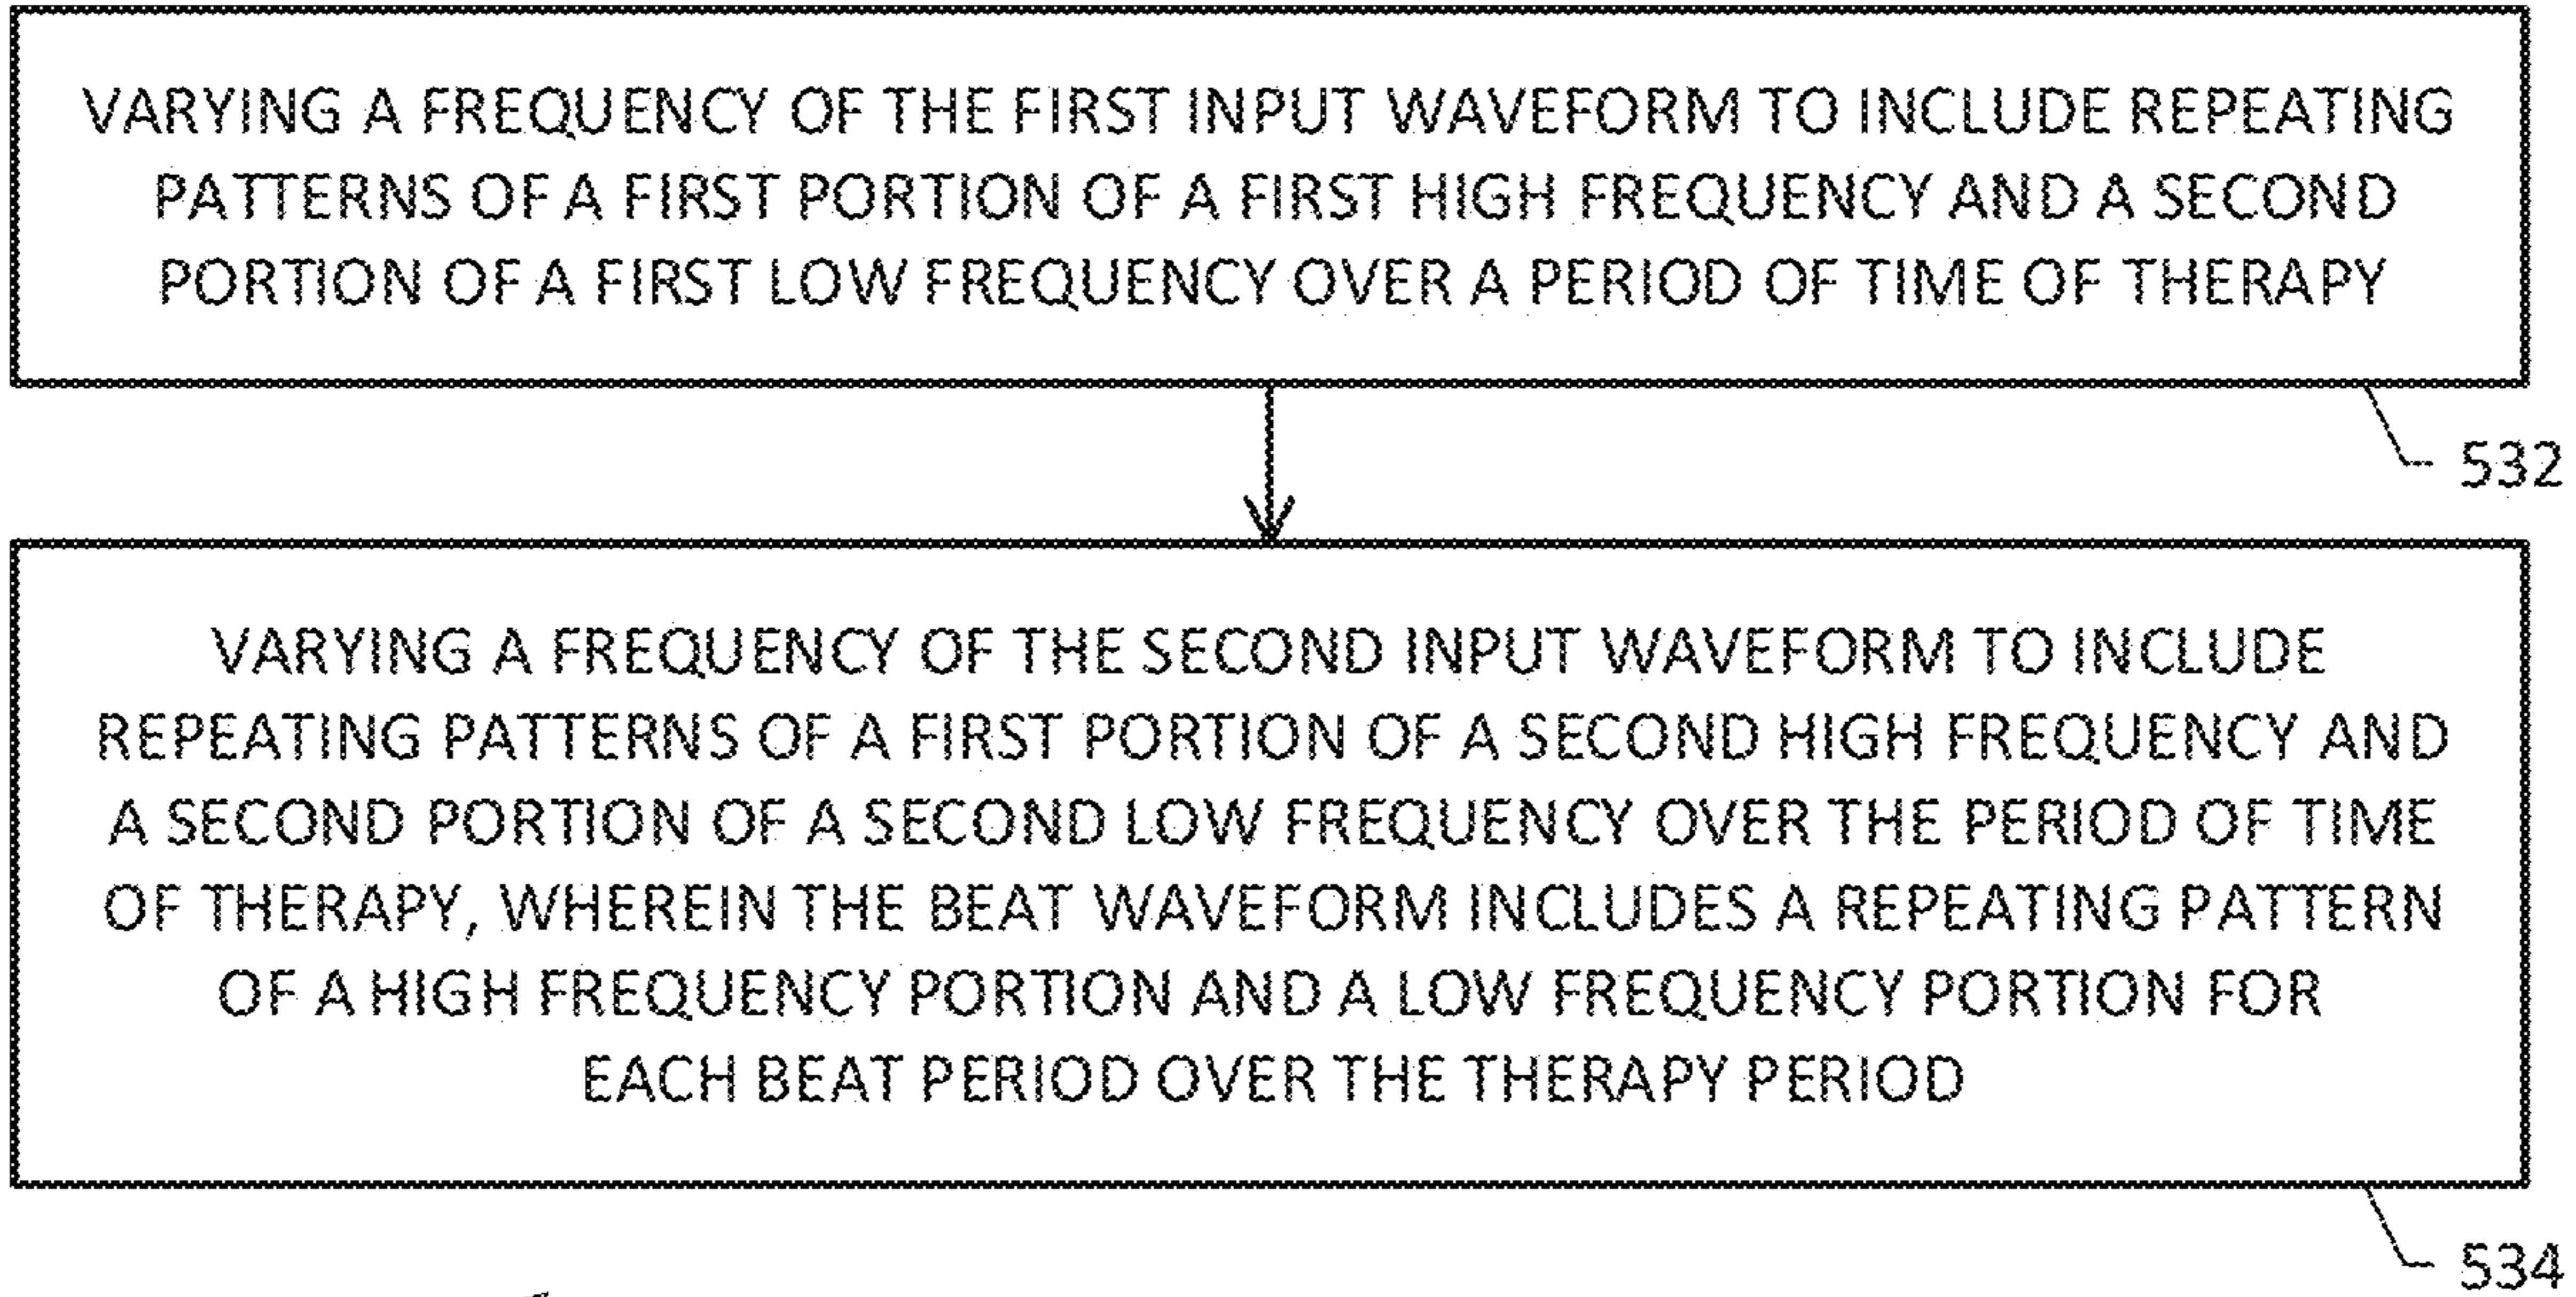 VARYING A FREQUENCY OF THE FIRST INPUT WAVEFORM TO INCLUDE REPEATING
PATTERNS OF A FIRST PORTION OF A FIRST HIGH FREQUENCY AND A SECOND
PORTION OF A FIRST LOW FREQUENCY OVER A PERIOD OF TIME OF THERAPY
532
VARYING A FREQUENCY OF THE SECOND INPUT WAVEFORM TO INCLUDE
REPEATING PATTERNS OF A FIRST PORTION OF A SECOND HIGH FREQUENCY AND
A SECOND PORTION OF A SECOND LOW FREQUENCY OVER THE PERIOD OF TIME
OF THERAPY, WHEREIN THE BEAT WAVEFORM INCLUDES A REPEATING PATTERN
OF A HIGH FREQUENCY PORTION AND A LOW FREQUENCY PORTION FOR
EACH BEAT PERIOD OVER THE THERAPY PERIOD
534